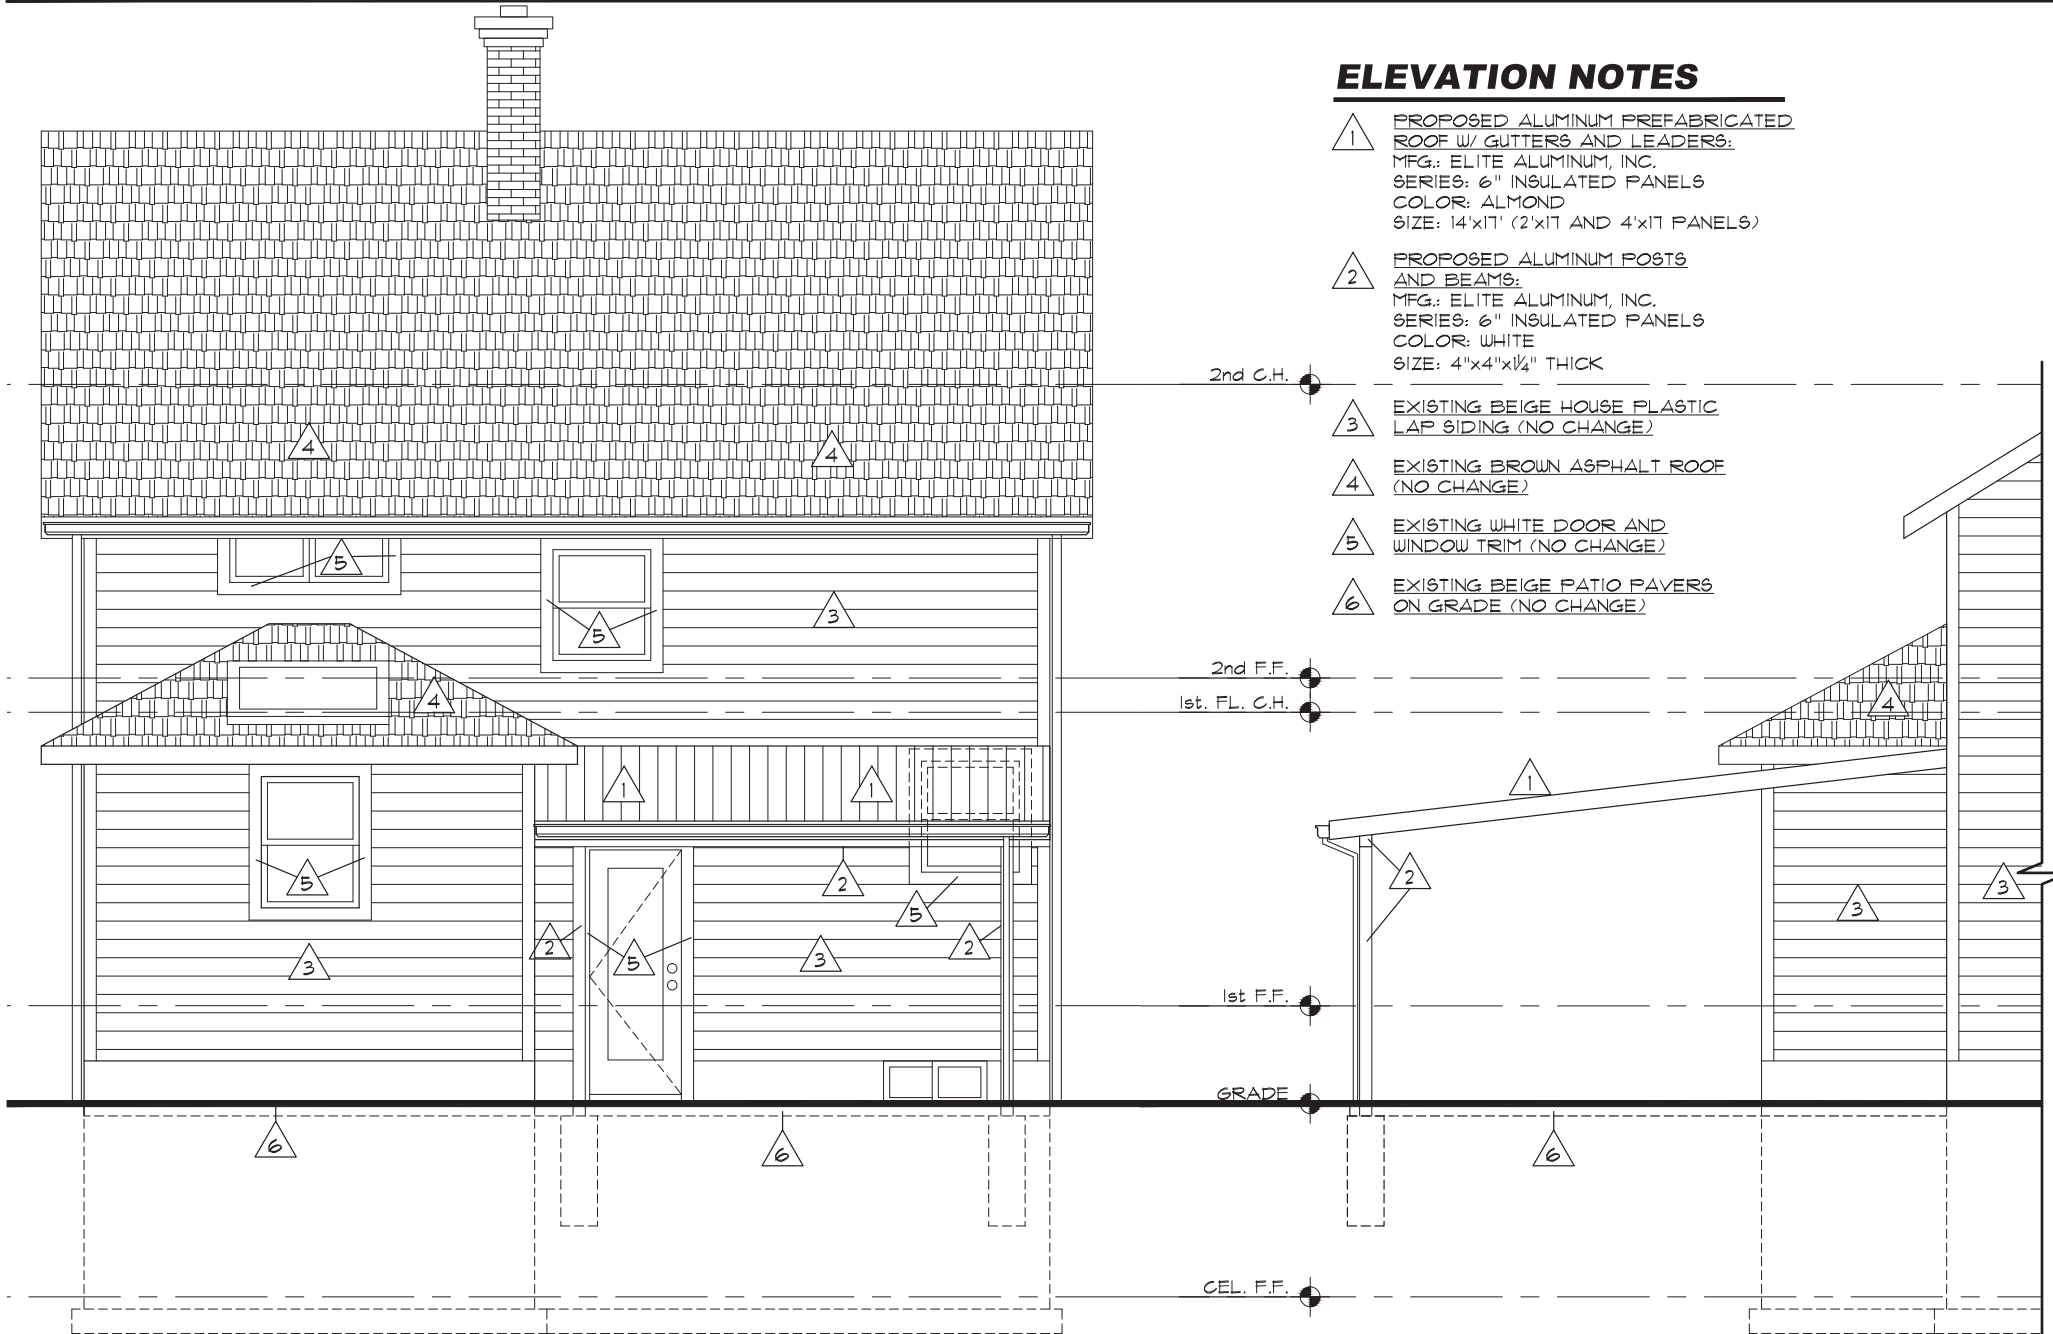 ELEVATION NOTES
1
PROPOSED ALUMINUM PREFABRICATED
ROOF W/ GUTTERS AND LEADERS:
MFG.: ELITE ALUMINUM, INC.
SERIES: 6" INSULATED PANELS
COLOR: ALMOND
SIZE: 14'x17' (2'x17 AND 4'x17 PANELS)
2
PROPOSED ALUMINUM POSTS
AND BEAMS:
MFG.: ELITE ALUMINUM, INC.
SERIES: 6" INSULATED PANELS
COLOR: WHITE
SIZE: 4"x4"x1/4" THICK
3
EXISTING BEIGE HOUSE PLASTIC
LAP SIDING (NO CHANGE)
4
EXISTING BROWN ASPHALT ROOF
(NO CHANGE)
5
EXISTING WHITE DOOR AND
WINDOW TRIM (NO CHANGE)
6
EXISTING BEIGE PATIO PAVERS
ON GRADE (NO CHANGE)
2nd C.H.
4
4
5
5
3
2nd F.F.
4
1st. FL. C.H.
4
1
1
1
5
2
2
5
3
3
3
2
5
2
3
3
1st F.F.
GRADE
6
6
6
CEL. F.F.